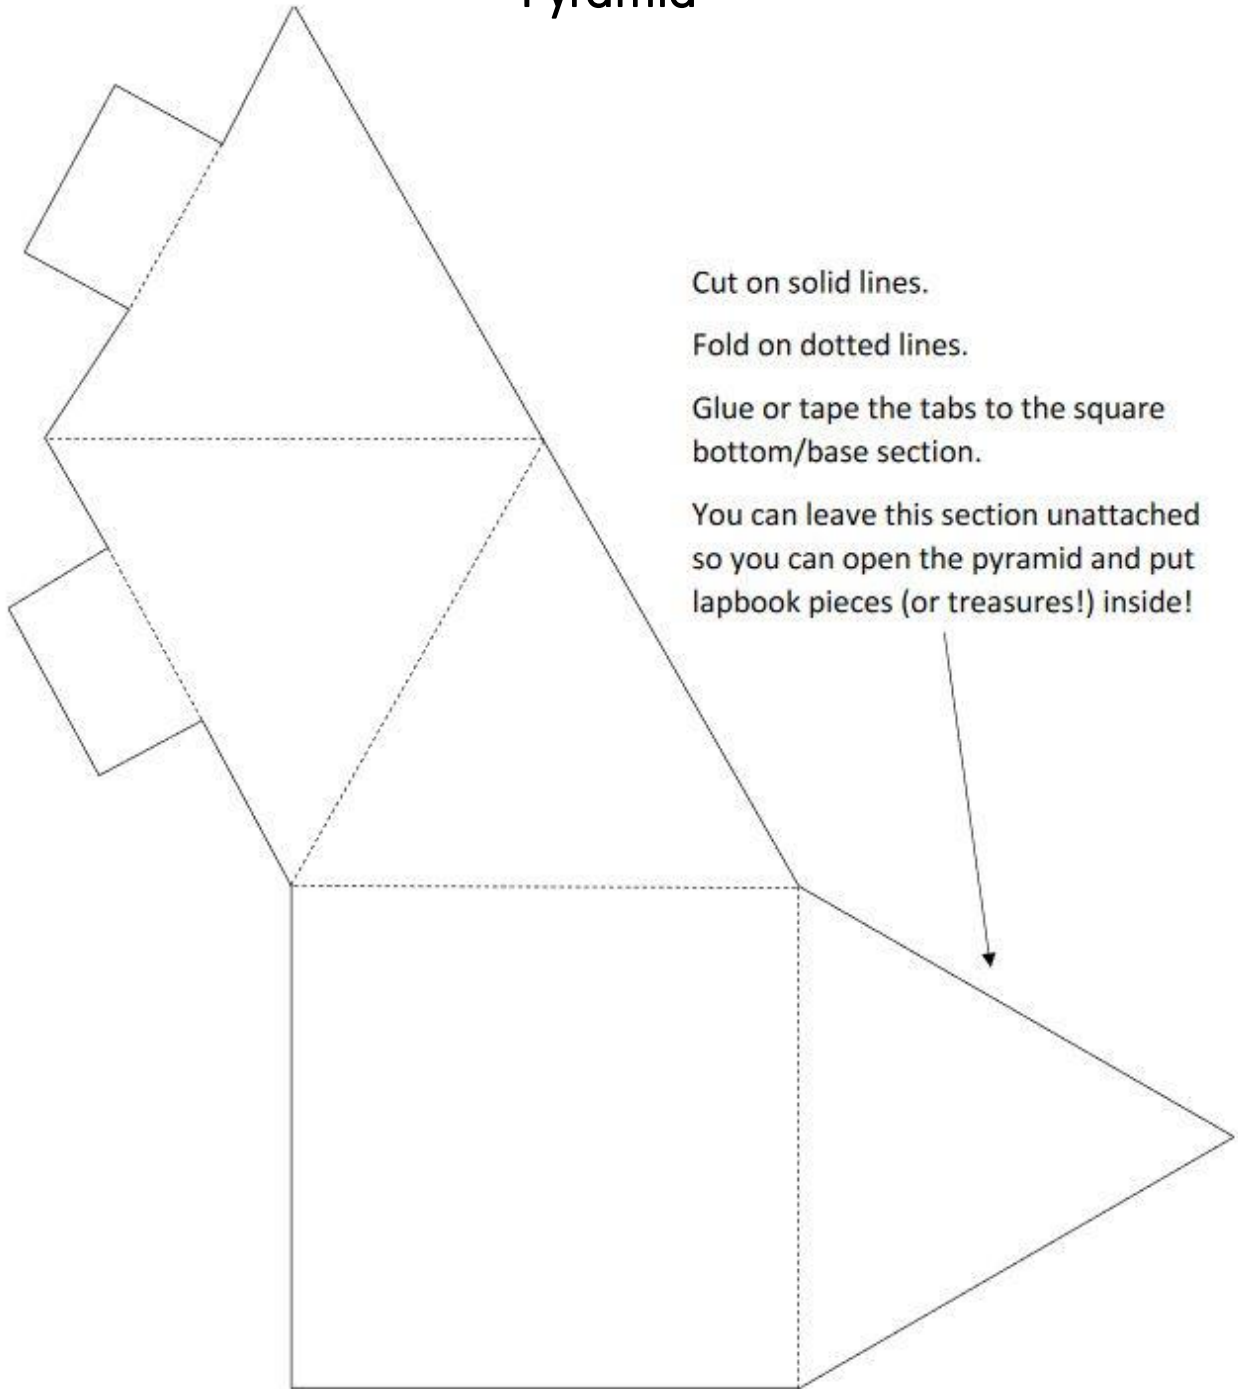 Pyramid
Cut on solid lines.
Fold on dotted lines.
Glue or tape the tabs to the square
bottom/base section.
You can leave this section unattached
so you can open the pyramid and put
lapbook pieces (or treasures!) inside!